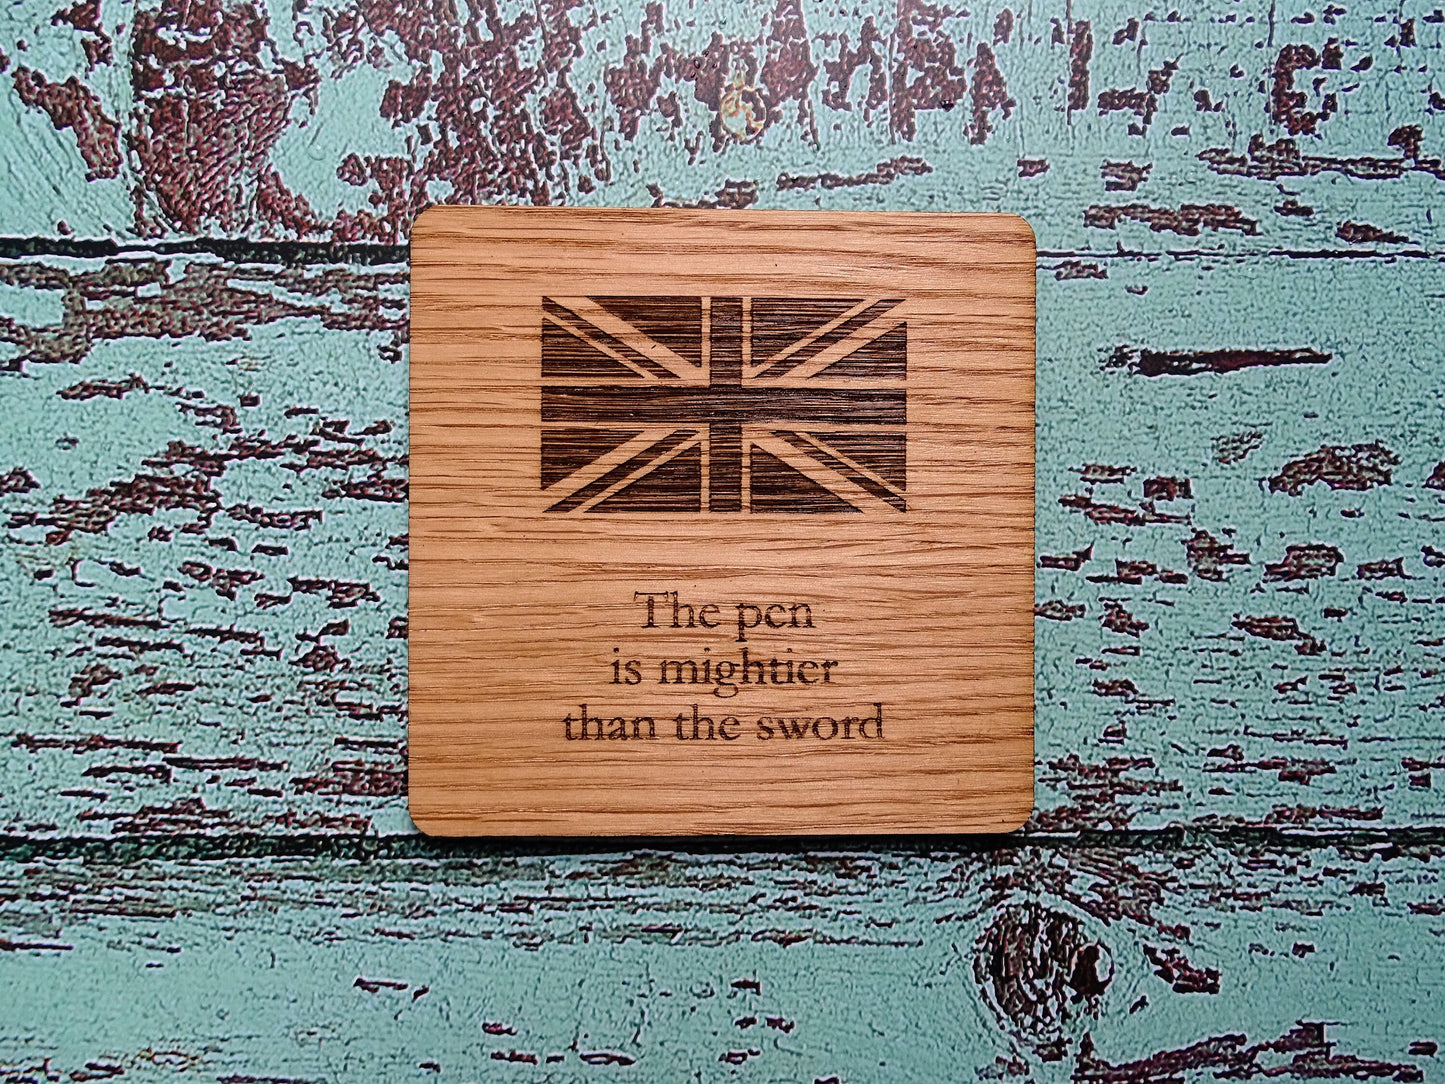 The pen
is mightier
than the sword